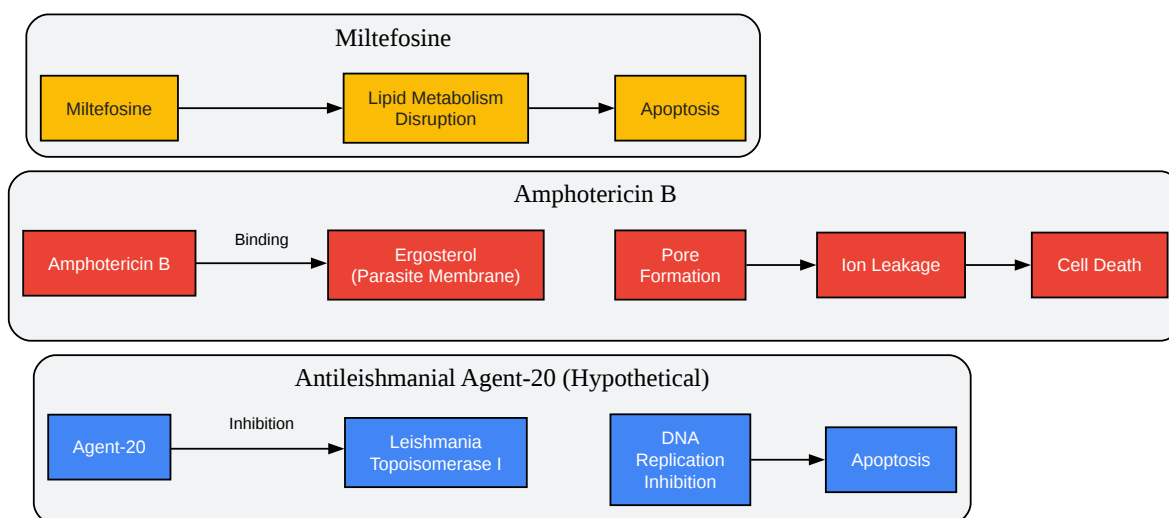 Miltefosine
Miltefosine
Lipid Metabolism
Disruption
Apoptosis
Amphotericin B
Amphotericin B
Binding
Ergosterol
(Parasite Membrane)
Pore
Formation
Ion Leakage
Cell Death
Antileishmanial Agent-20 (Hypothetical)
Agent-20
Inhibition
Leishmania
Topoisomerase I
DNA
Replication
Inhibition
Apoptosis